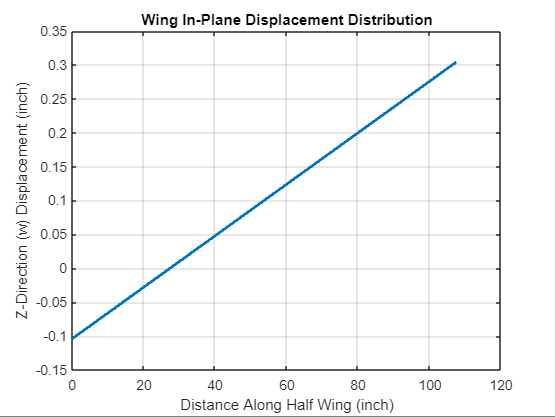 Wing In-Plane Displacement Distribution
0.35
0.3
0.25
0.2
0.15
0.1
0.05
0
-0.05
-0.1
-0.15
Z-Direction (w) Displacement (inch)
0 20 40 60 80 100 120
Distance Along Half Wing (inch)